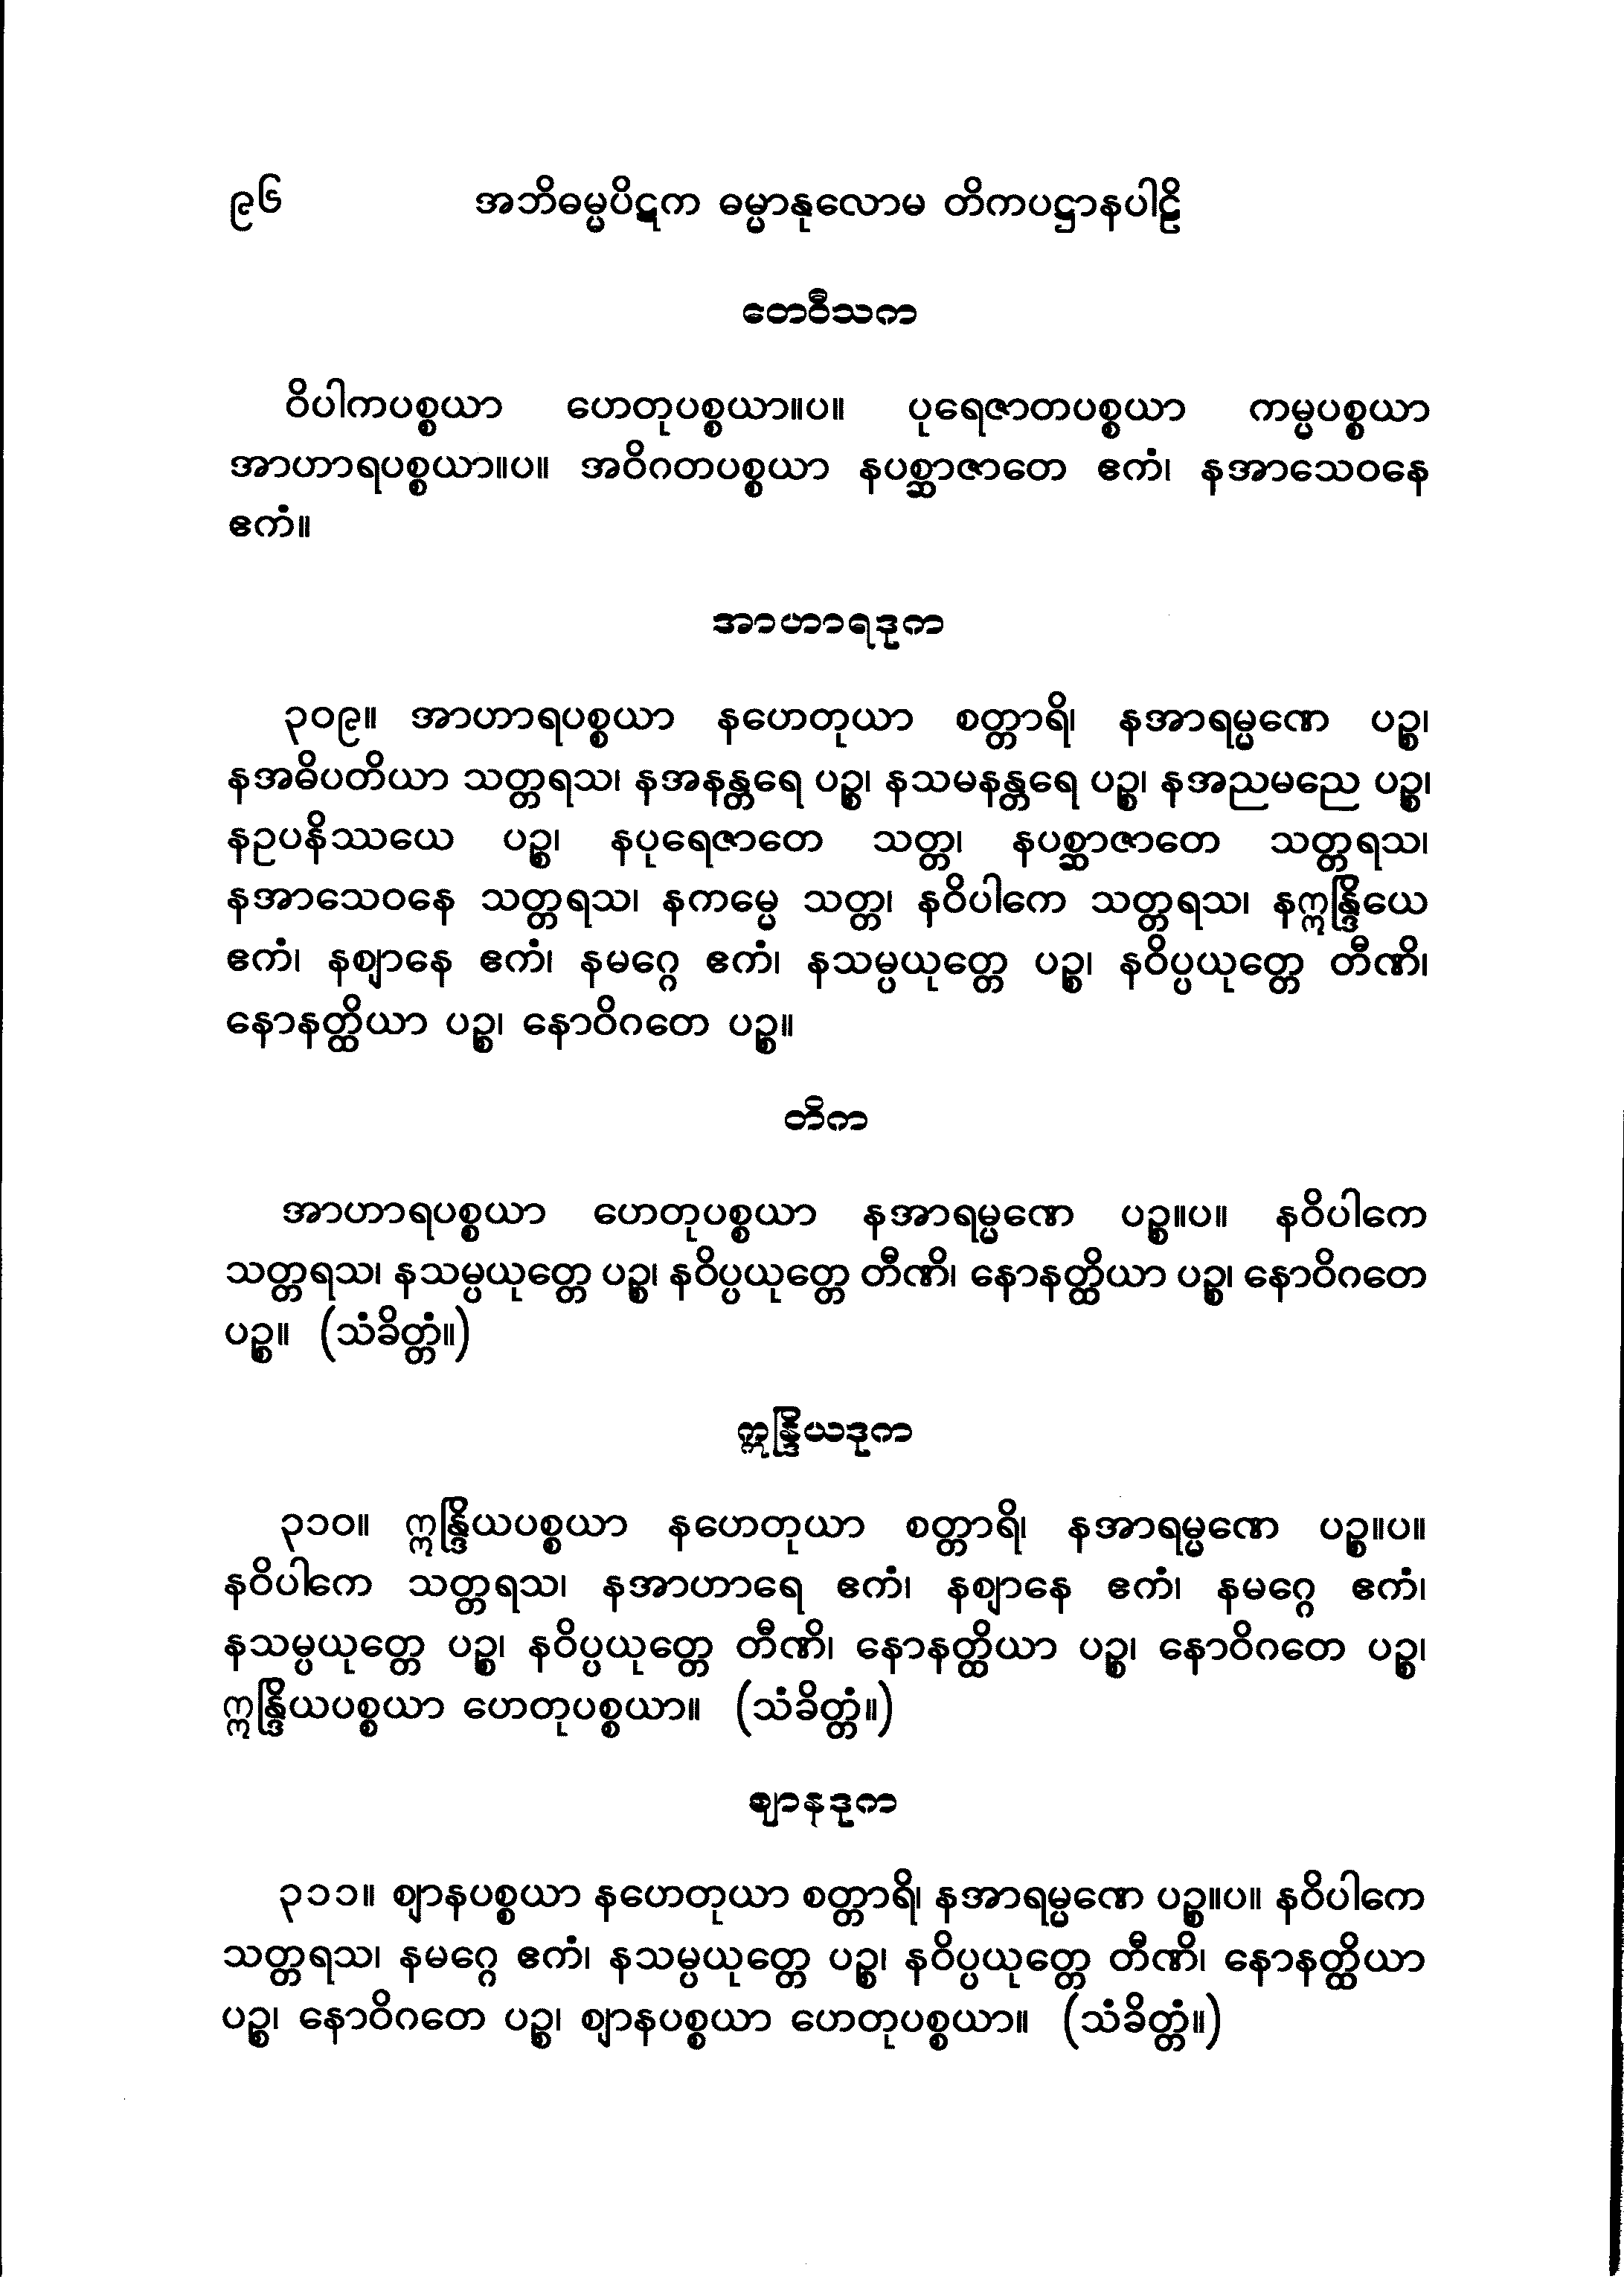 ၉၆ အဘိဓမ္မပိဋက ဓမ္မာနုလောမ တိကပဋ္ဌာနပါဠိ
တေဝီသက
ဝိပါကပစ္စယာ ဟေတုပစ္စယာ။ပ။ ပုရေဇာတပစ္စယာ ကမ္မပစ္စယာ
အာဟာရပစ္စယာ။ပ။ အဝိဂတပစ္စယာ နပစ္ဆာဇာတေ ဧကံ၊ နအာသေဝနေ
ဧကံ။
အာဟာရဒုက
၃၀၉။ အာဟာရပစ္စယာ နဟေတုယာ စတ္တာရိ၊ နအာရမ္မဏေ ပဉ္စ၊
နအဓိပတိယာ သတ္တရသ၊ နအနန္တရေ ပဉ္စ၊ နသမနန္တရေ ပဉ္စ၊ နအညမညေ ပဉ္စ၊
နဥပနိဿယေ ပဉ္စ၊ နပုရေဇာတေ သတ္တ၊ နပစ္ဆာဇာတေ သတ္တရသ၊
နအာသေဝနေ သတ္တရသ၊ နကမ္မေ သတ္တ၊ နဝိပါကေ သတ္တရသ၊ နဣန္ဒြိယေ
ဧကံ၊ နဈာနေ ဧကံ၊ နမဂ္ဂေ ဧကံ၊ နသမ္ပယုတ္တေ ပဉ္စ၊ နဝိပ္ပယုတ္တေ တီဏိ၊
နောနတ္ထိယာ ပဉ္စ၊ နောဝိဂတေ ပဉ္စ။
တိက
အာဟာရပစ္စယာ ဟေတုပစ္စယာ နအာရမ္မဏေ ပဉ္စ။ပ။ နဝိပါကေ
သတ္တရသ၊ နသမ္ပယုတ္တေ ပဉ္စ၊ နဝိပ္ပယုတ္တေ တီဏိ၊ နောနတ္ထိယာ ပဉ္စ၊ နောဝိဂတေ
ပဉ္စ။ (သံခိတ္တံ။)
ဣန္ဒြိယဒုက
၃၁၀။ ဣန္ဒြိယပစ္စယာ နဟေတုယာ စတ္တာရိ၊ နအာရမ္မဏေ ပဉ္စ။ပ။
နဝိပါကေ သတ္တရသ၊ နအာဟာရေ ဧကံ၊ နဈာနေ ဧကံ၊ နမဂ္ဂေ ဧကံ၊
နသမ္ပယုတ္တေ ပဉ္စ၊ နဝိပ္ပယုတ္တေ တီဏိ၊ နောနတ္ထိယာ ပဉ္စ၊ နောဝိဂတေ ပဉ္စ၊
ဣန္ဒြိယပစ္စယာ ဟေတုပစ္စယာ။ (သံခိတ္တံ။)
ဈာနဒုက
၃၁၁။ ဈာနပစ္စယာ နဟေတုယာ စတ္တာရိ၊ နအာရမ္မဏေ ပဉ္စ။ပ။ နဝိပါကေ
သတ္တရသ၊ နမဂ္ဂေ ဧကံ၊ နသမ္ပယုတ္တေ ပဉ္စ၊ နဝိပ္ပယုတ္တေ တီဏိ၊ နောနတ္ထိယာ
ပဉ္စ၊ နောဝိဂတေ ပဉ္စ၊ ဈာနပစ္စယာ ဟေတုပစ္စယာ။ (သံခိတ္တံ။)